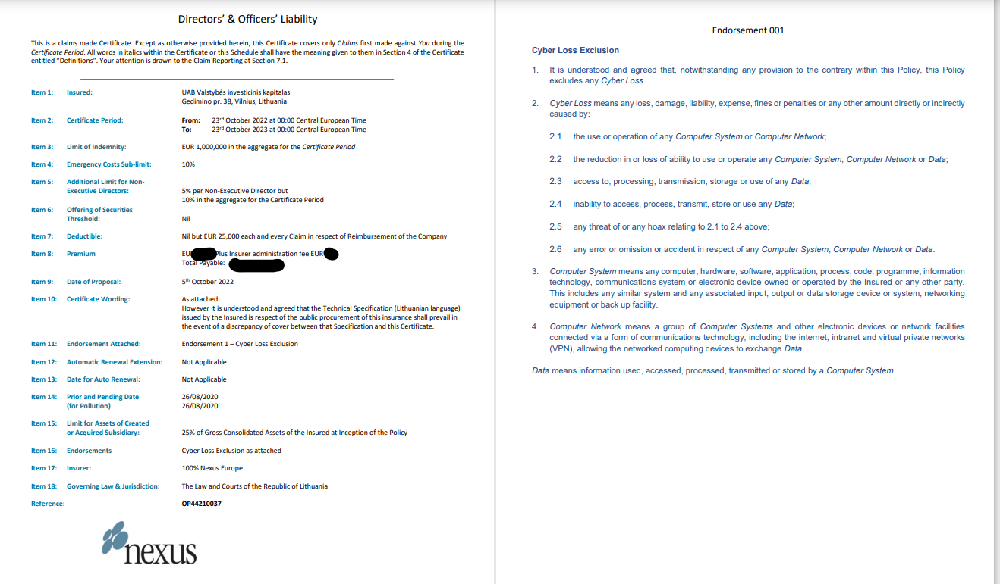 Directors' & Officers' Liability
This is a claims made Certificate. Except as otherwise provided herein, this Certificate covers only Claims first made against You during the
Certificate Period. All words in italics within the Certificate or this Schedule shall have the meaning given to them in Section 4 of the Certificate
entitled "Definitions". Your attention is drawn to the Claim Reporting at Section 7.1.
Item 1: Insured: UAB Valstybės investicinis kapitalas
Gedimino pr. 38, Vilnius, Lithuania
Item 2: Certificate Period: From: 23rd October 2022 at 00:00 Central European Time
To: 23rd October 2023 at 00:00 Central European Time
Item 3: Limit of Indemnity: EUR 1,000,000 in the aggregate for the Certificate Period
Item 4: Emergency Costs Sub-limit: 10%
Item 5: Additional Limit for Non-
Executive Directors: 5% per Non-Executive Director but
10% in the aggregate for the Certificate Period
Item 6: Offering of Securities
Threshold: Nil
Item 7: Deductible: Nil but EUR 25,000 each and every Claim in respect of Reimbursement of the Company
Item 8: Premium EU Plus Insurer administration fee EUR
Total Payable:
Item 9: Date of Proposal: 5th October 2022
Item 10: Certificate Wording: As attached.
However it is understood and agreed that the Technical Specification (Lithuanian language)
issued by the Insured is respect of the public procurement of this insurance shall prevail in
the event of a discrepancy of cover between that Specification and this Certificate.
Item 11: Endorsement Attached: Endorsement 1 – Cyber Loss Exclusion
Item 12: Automatic Renewal Extension: Not Applicable
Item 13: Date for Auto Renewal: Not Applicable
Item 14: Prior and Pending Date 26/08/2020
(for Pollution) 26/08/2020
Item 15: Limit for Assets of Created
or Acquired Subsidiary: 25% of Gross Consolidated Assets of the Insured at Inception of the Policy
Item 16: Endorsements Cyber Loss Exclusion as attached
Item 17: Insurer: 100% Nexus Europe
Item 18: Governing Law & Jurisdiction: The Law and Courts of the Republic of Lithuania
Reference: OP44210037
nexus
Endorsement 001
Cyber Loss Exclusion
1. It is understood and agreed that, notwithstanding any provision to the contrary within this Policy, this Policy
excludes any Cyber Loss.
2. Cyber Loss means any loss, damage, liability, expense, fines or penalties or any other amount directly or indirectly
caused by:
2.1 the use or operation of any Computer System or Computer Network;
2.2 the reduction in or loss of ability to use or operate any Computer System, Computer Network or Data;
2.3 access to, processing, transmission, storage or use of any Data;
2.4 inability to access, process, transmit, store or use any Data;
2.5 any threat of or any hoax relating to 2.1 to 2.4 above;
2.6 any error or omission or accident in respect of any Computer System, Computer Network or Data.
3. Computer System means any computer, hardware, software, application, process, code, programme, information
technology, communications system or electronic device owned or operated by the Insured or any other party.
This includes any similar system and any associated input, output or data storage device or system, networking
equipment or back up facility.
4. Computer Network means a group of Computer Systems and other electronic devices or network facilities
connected via a form of communications technology, including the internet, intranet and virtual private networks
(VPN), allowing the networked computing devices to exchange Data.
Data means information used, accessed, processed, transmitted or stored by a Computer System